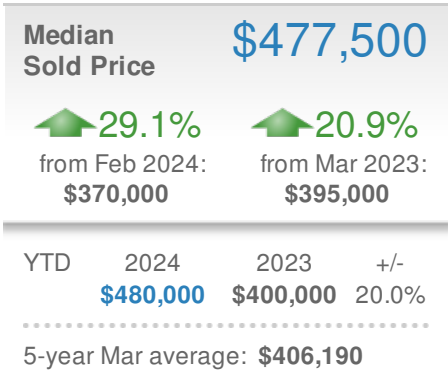 Median $477,500
Sold Price
29.1% 20.9%
from Feb 2024: from Mar 2023:
$370,000 $395,000
YTD 2024 2023 +/-
$480,000 $400,000 20.0%
5-year Mar average: $406,190